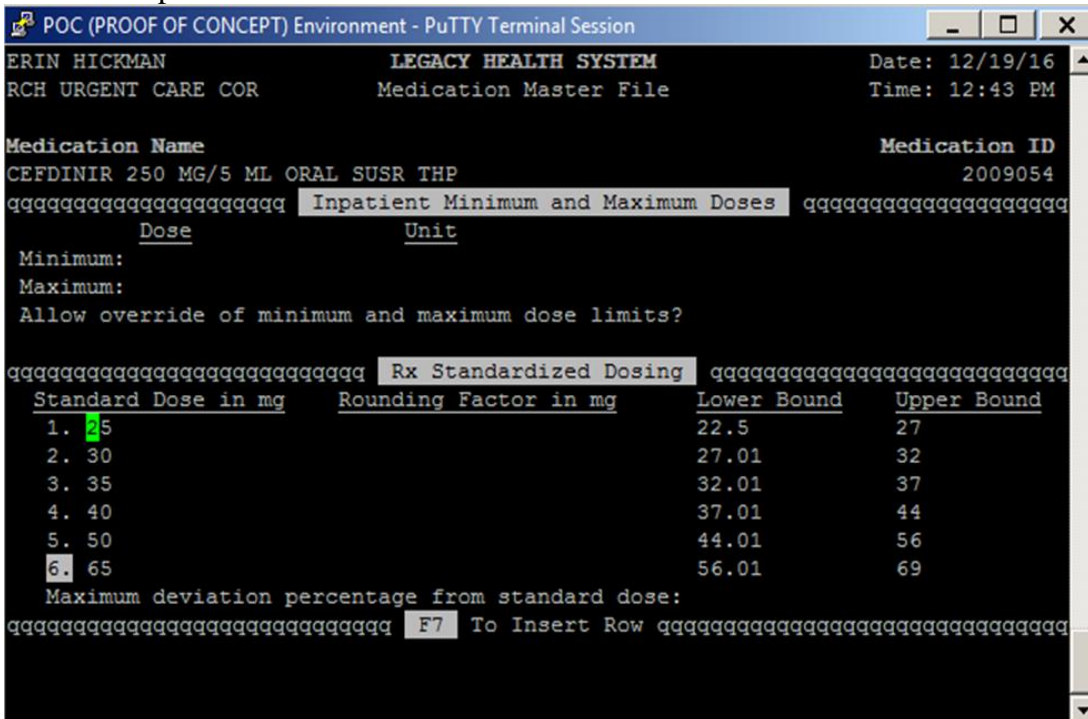 POC (PROOF OF CONCEPT) Environment - PuTTY Terminal Session
ERIN HICKMAN LEGACY HEALTH SYSTEM Date: 12/19/16
RCH URGENT CARE COR Medication Master File Time: 12:43 PM
Medication Name Medication ID
CEFDINIR 250 MG/5 ML ORAL SUSR THP 2009054
qqqqqqqqqqqqqqqqqqqqq Inpatient Minimum and Maximum Doses qqqqqqqqqqqqqqqqqqqq
Dose Unit
Minimum:
Maximum:
Allow override of minimum and maximum dose limits?
qqqqqqqqqqqqqqqqqqqqqqqqqqq Rx Standardized Dosing qqqqqqqqqqqqqqqqqqqqqqqqqqq
Standard Dose in mg Rounding Factor in mg Lower Bound Upper Bound
1. 25 22.5 27
2. 30 27.01 32
3. 35 32.01 37
4. 40 37.01 44
5. 50 44.01 56
6. 65 56.01 69
Maximum deviation percentage from standard dose:
qqqqqqqqqqqqqqqqqqqqqqqqqqqqq F7 To Insert Row qqqqqqqqqqqqqqqqqqqqqqqqqqqqqqq